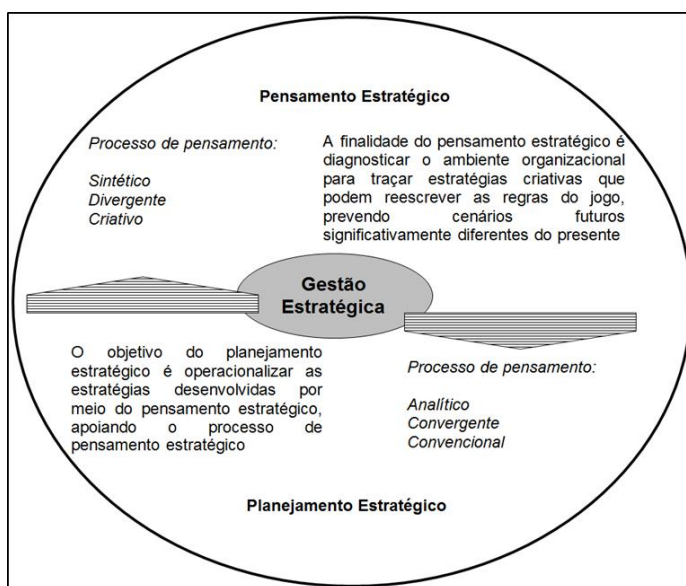 Pensamento Estratégico
Processo de pensamento:
Sintético
Divergente
Criativo
A finalidade do pensamento estratégico é
diagnosticar o ambiente organizacional
para traçar estratégias criativas que
podem reescrever as regras do jogo,
prevendo cenários futuros
significativamente diferentes do presente
Gestão
Estratégica
O objetivo do planejamento
estratégico é operacionalizar as
estratégias desenvolvidas por
meio do pensamento estratégico,
apoiando o processo de
pensamento estratégico
Processo de pensamento:
Analítico
Convergente
Convencional
Planejamento Estratégico